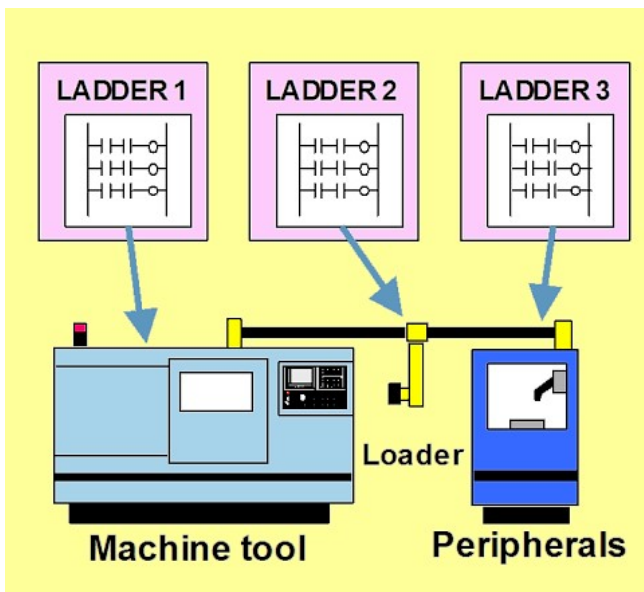 LADDER 1
LADDER 2
LADDER 3
Loader
Machine tool
Peripherals